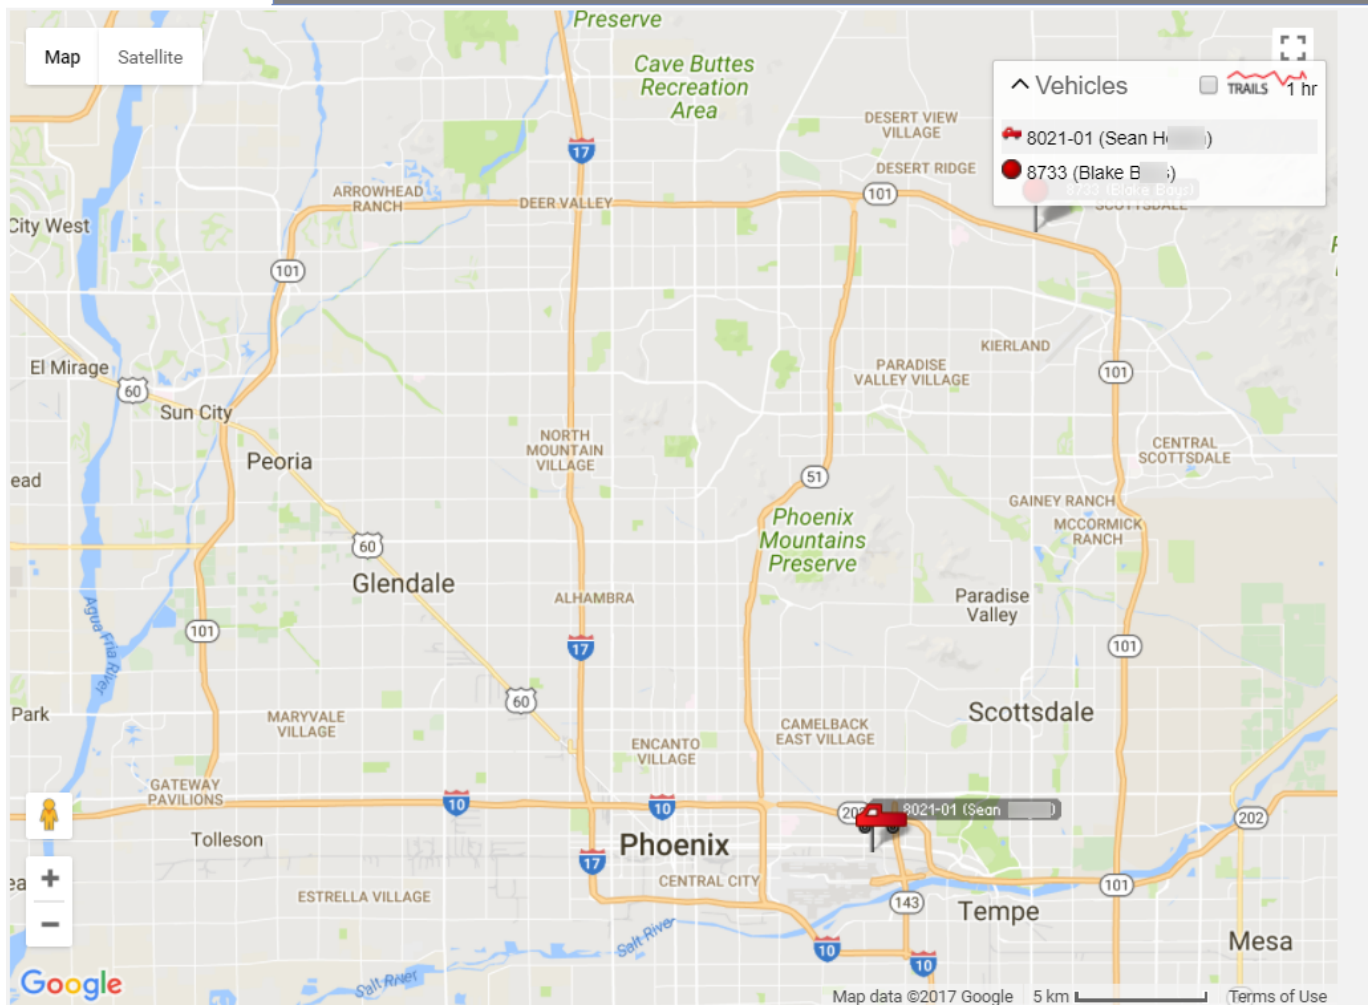 Map
Satellite
Preserve
Cave Buttes
Recreation
Area
Vehicles
TRAILS
1 hr
8021-01 (Sean H )
8733 (Blake B s)
8733 (Blake Bays)
SCOTTSDALE
DESERT VIEW
VILLAGE
DESERT RIDGE
17
101
ARROWHEAD
RANCH
DEER VALLEY
City West
101
El Mirage
60
Sun City
Peoria
ead
KIERLAND
PARADISE
VALLEY VILLAGE
101
NORTH
MOUNTAIN
VILLAGE
CENTRAL
SCOTTSDALE
51
GAINEY RANCH
MCCORMICK
RANCH
Phoenix
Mountains
Preserve
60
Glendale
ALHAMBRA
Paradise
Valley
Agua Fria River
101
17
101
60
Park
MARYVALE
VILLAGE
Scottsdale
CAMELBACK
EAST VILLAGE
ENCANTO
VILLAGE
GATEWAY
PAVILIONS
10
10
202
8021-01 (Sean )
202
Tolleson
Phoenix
17
CENTRAL CITY
101
ESTRELLA VILLAGE
143
Tempe
Salt River
10
10
Mesa
Salt River
Google
Map data ©2017 Google
5 km
Terms of Use